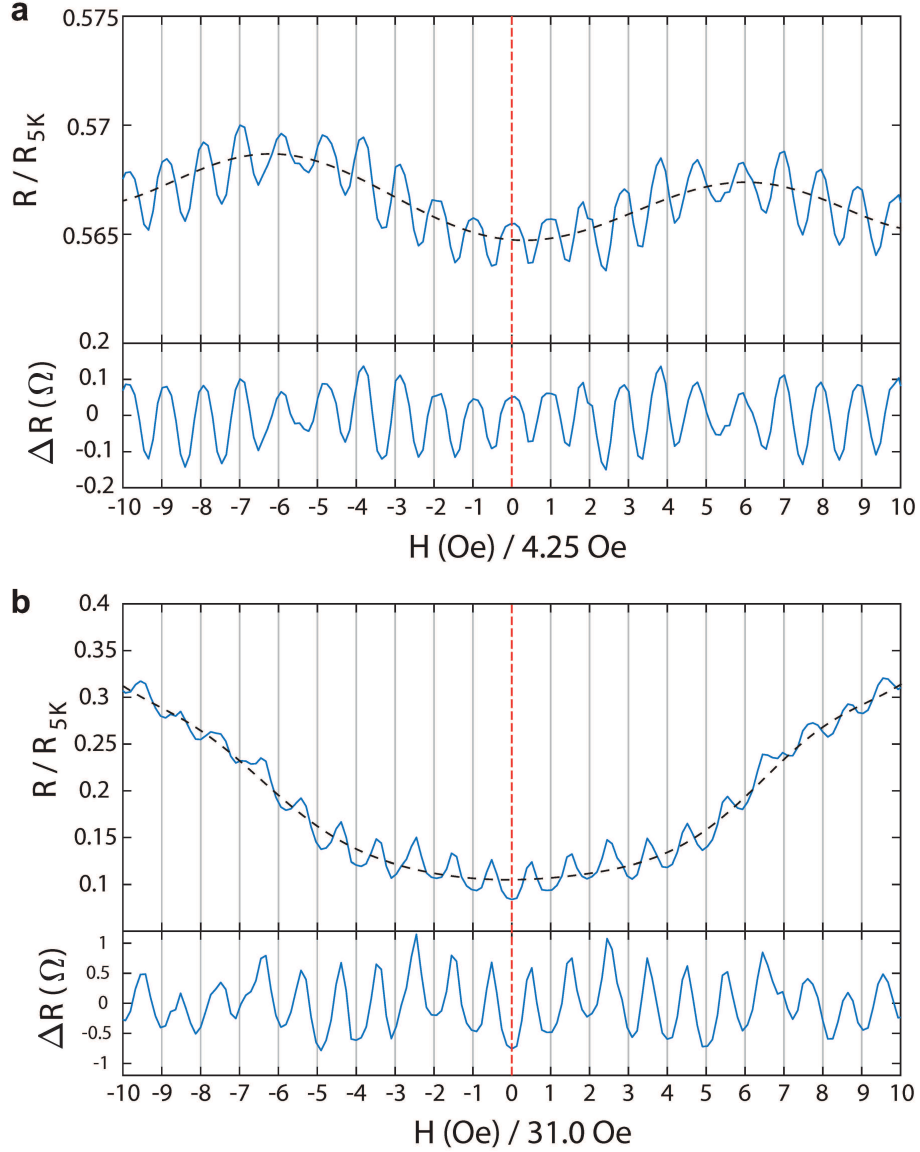 a
0.575
0.57
0.565
R / R5K
0.2
0.1
0
-0.1
-0.2
ΔR (Ω)
-10 -9 -8 -7 -6 -5 -4 -3 -2 -1 0 1 2 3 4 5 6 7 8 9 10
H (Oe) / 4.25 Oe
b
0.4
0.35
0.3
0.25
0.2
0.15
0.1
R / R5K
1
0.5
0
-0.5
-1
ΔR (Ω)
-10 -9 -8 -7 -6 -5 -4 -3 -2 -1 0 1 2 3 4 5 6 7 8 9 10
H (Oe) / 31.0 Oe